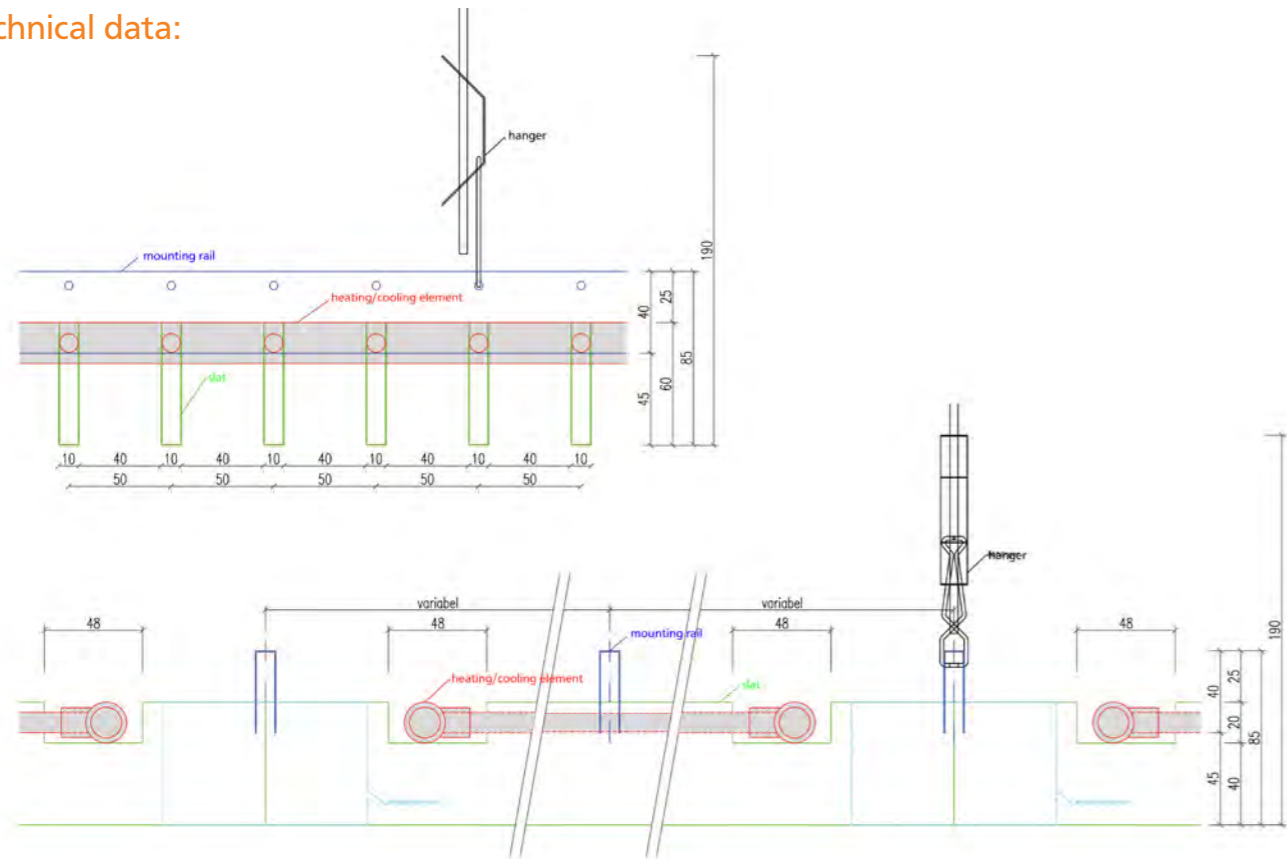 chnical data:
hanger
190
mounting rail
heating/cooling element
25
40
85
slat
60
45
10 40 10 40 10 40 10 40 10 40 10
50 50 50 50 50
hanger
variabel variabel
48 48 48 48
mounting rail
190
heating/cooling element
slat
40 25
20
85
45 40